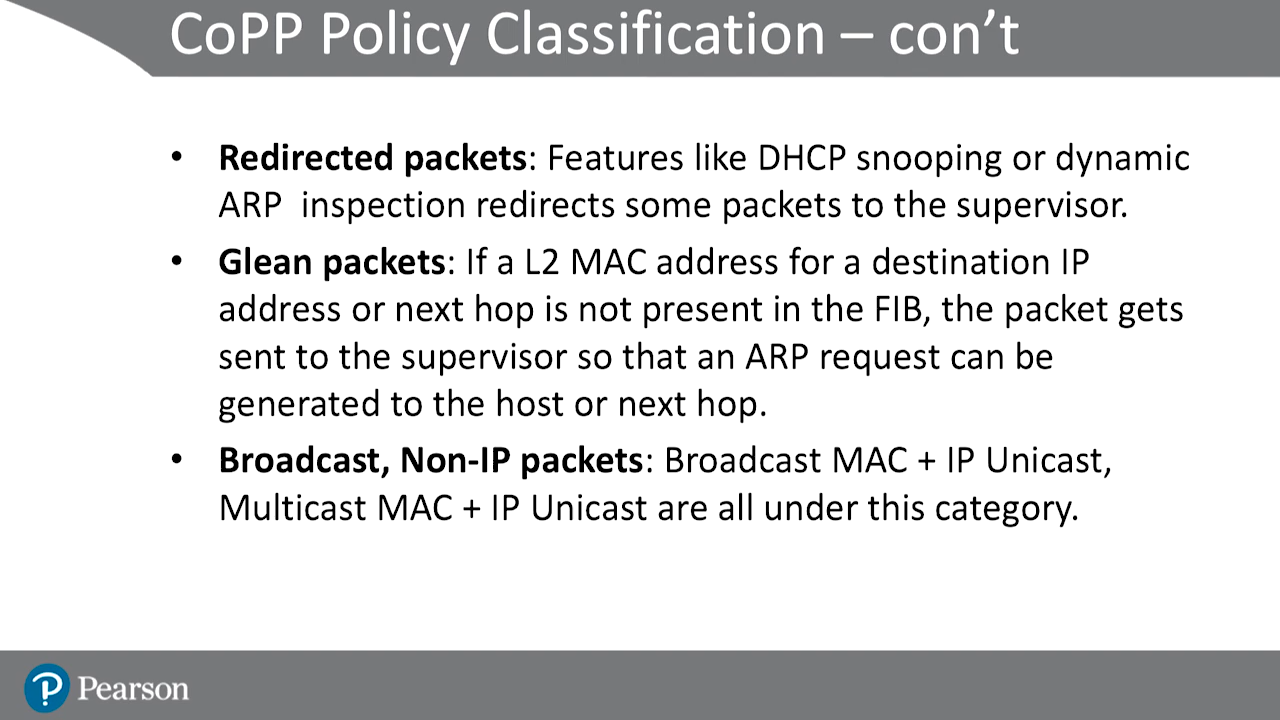 CoPP Policy Classification – con’t
• Redirected packets: Features like DHCP snooping or dynamic
ARP  inspection redirects some packets to the supervisor.
• Glean packets: If a L2 MAC address for a destination IP
address or next hop is not present in the FIB, the packet gets
sent to the supervisor so that an ARP request can be
generated to the host or next hop.
• Broadcast, Non-IP packets: Broadcast MAC + IP Unicast,
Multicast MAC + IP Unicast are all under this category.
Pearson